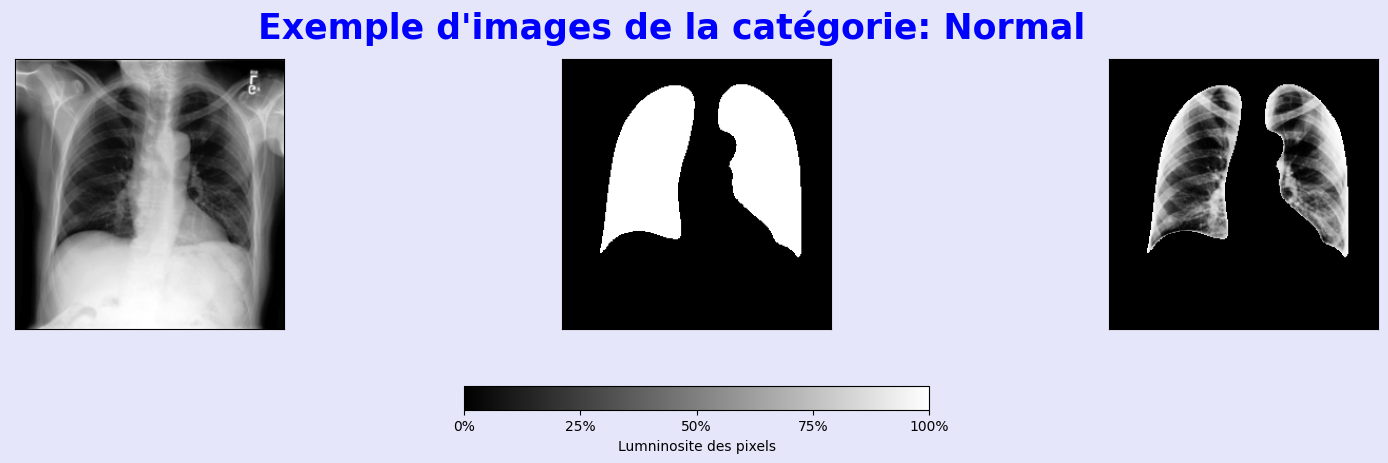 Exemple d'images de la catégorie: Normal
0% 25% 50% 75% 100%
Lumninosite des pixels